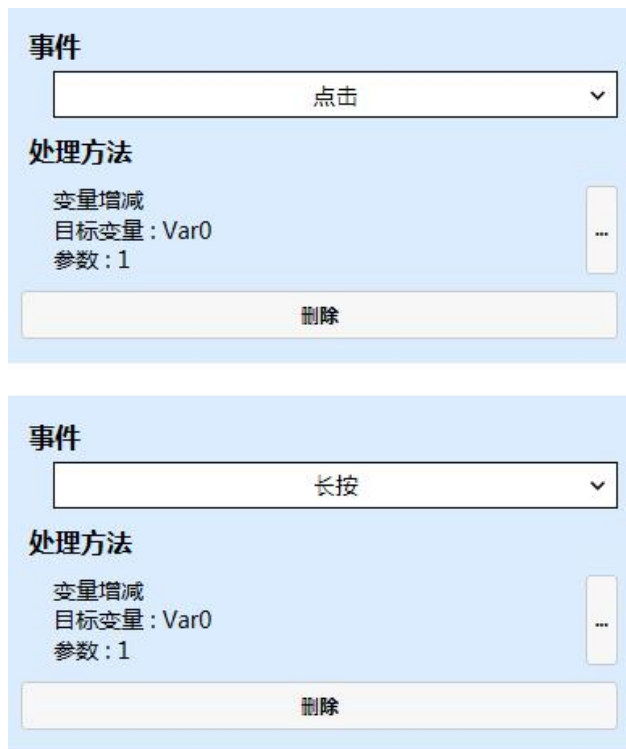 事件
点击
处理方法
变量增减
目标变量 : Var0
参数 : 1
...
删除
事件
长按
处理方法
变量增减
目标变量 : Var0
参数 : 1
...
删除